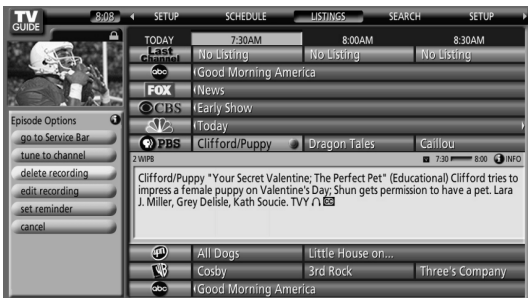 TV GUIDE
8:08
SETUP SCHEDULE LISTINGS SEARCH SETUP
TODAY 7:30AM 8:00AM 8:30AM
Last Channel No Listing No Listing No Listing
abc Good Morning America
FOX News
CBS Early Show
Today
PBS Clifford/Puppy Dragon Tales Caillou
2 WIPB 7:30 8:00 i INFO
Clifford/Puppy "Your Secret Valentine; The Perfect Pet" (Educational) Clifford tries to
impress a female puppy on Valentine's Day; Shun gets permission to have a pet. Lara
J. Miller, Grey Delisle, Kath Soucie. TVY CC
All Dogs Little House on...
WB Cosby 3rd Rock Three's Company
abc Good Morning America
Episode Options i
go to Service Bar
tune to channel
delete recording
edit recording
set reminder
cancel